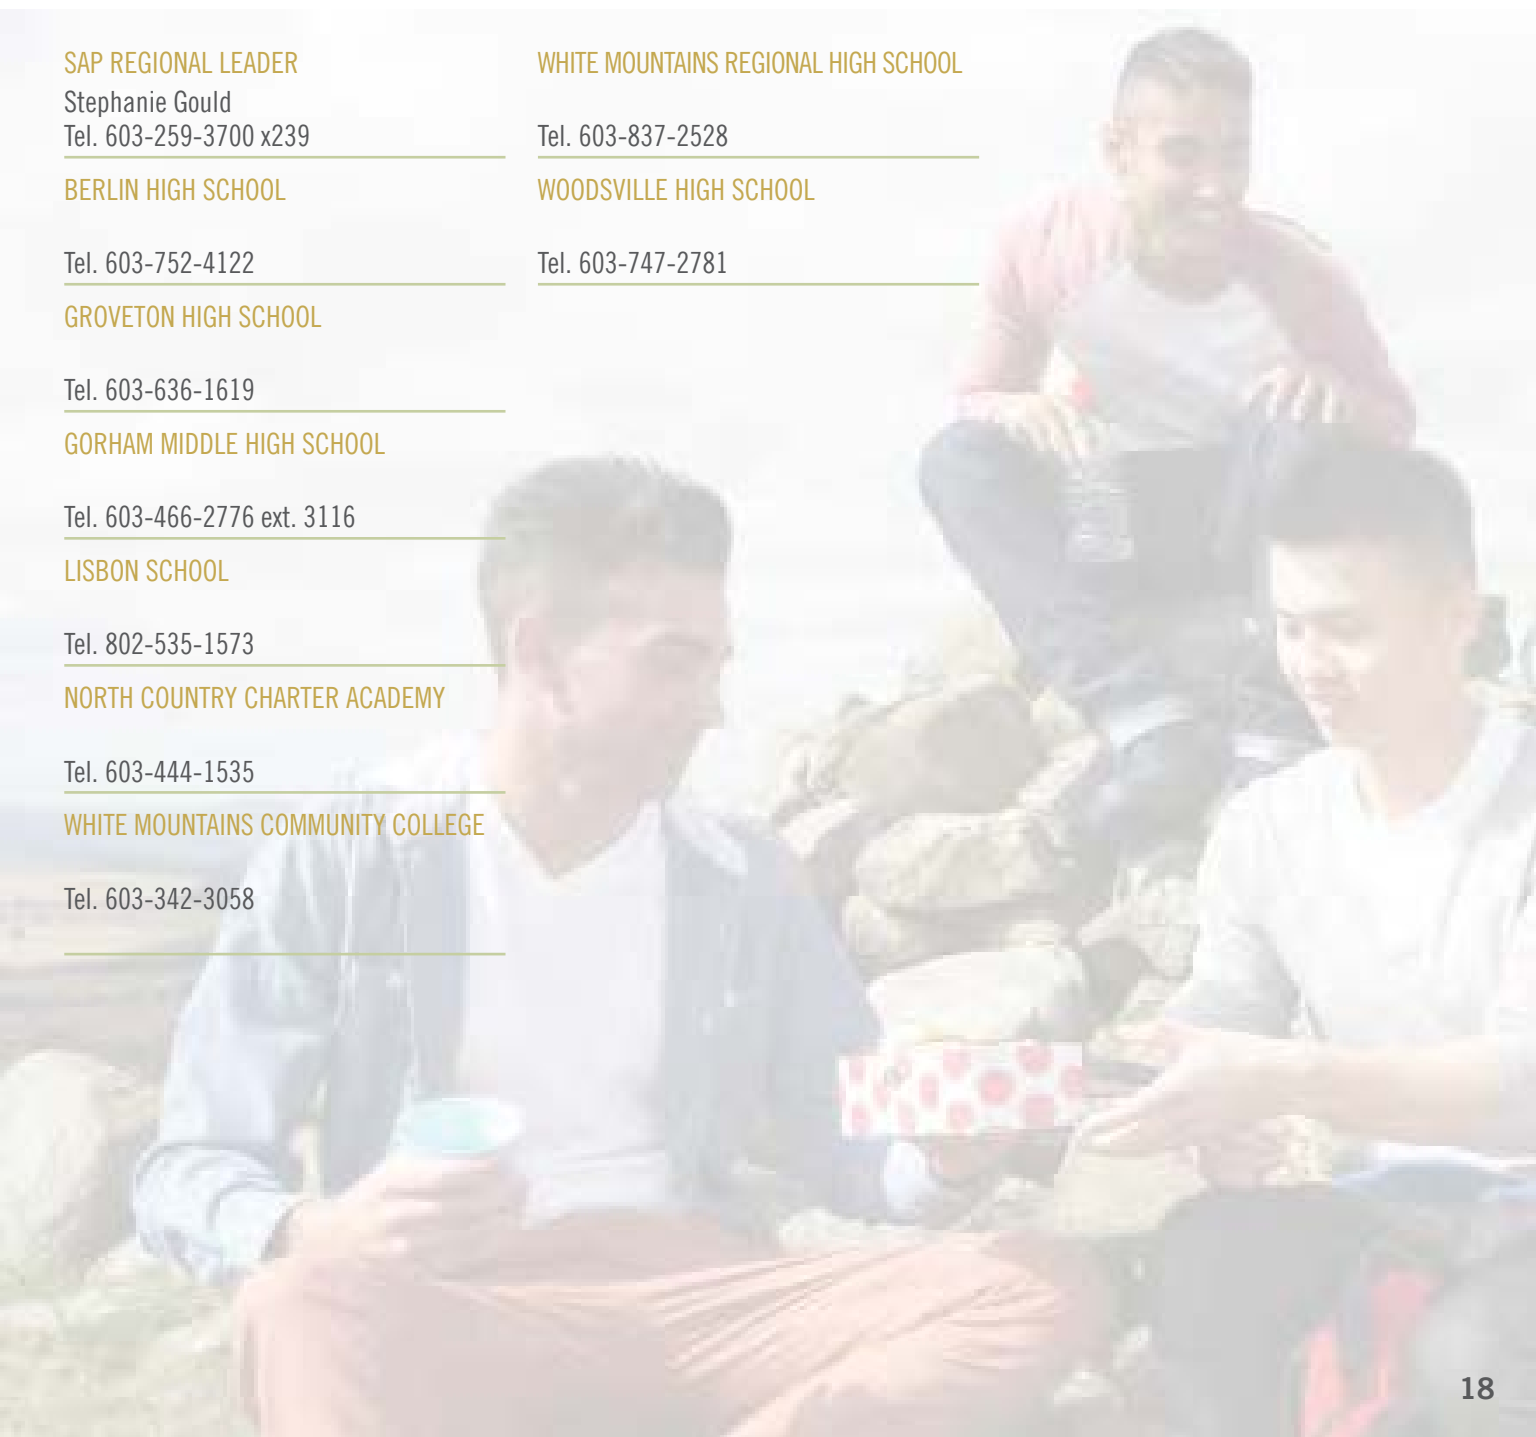 SAP REGIONAL LEADER
Stephanie Gould
Tel. 603-259-3700 x239
BERLIN HIGH SCHOOL
Tel. 603-752-4122
GROVETON HIGH SCHOOL
Tel. 603-636-1619
GORHAM MIDDLE HIGH SCHOOL
Tel. 603-466-2776 ext. 3116
LISBON SCHOOL
Tel. 802-535-1573
NORTH COUNTRY CHARTER ACADEMY
Tel. 603-444-1535
WHITE MOUNTAINS COMMUNITY COLLEGE
Tel. 603-342-3058
WHITE MOUNTAINS REGIONAL HIGH SCHOOL
Tel. 603-837-2528
WOODSVILLE HIGH SCHOOL
Tel. 603-747-2781
18